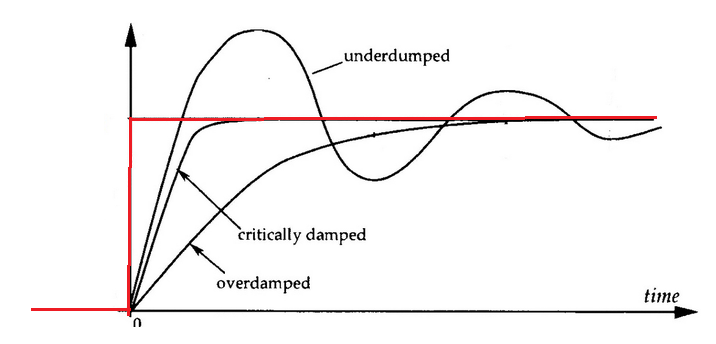 underdumped
critically damped
overdamped
time
0